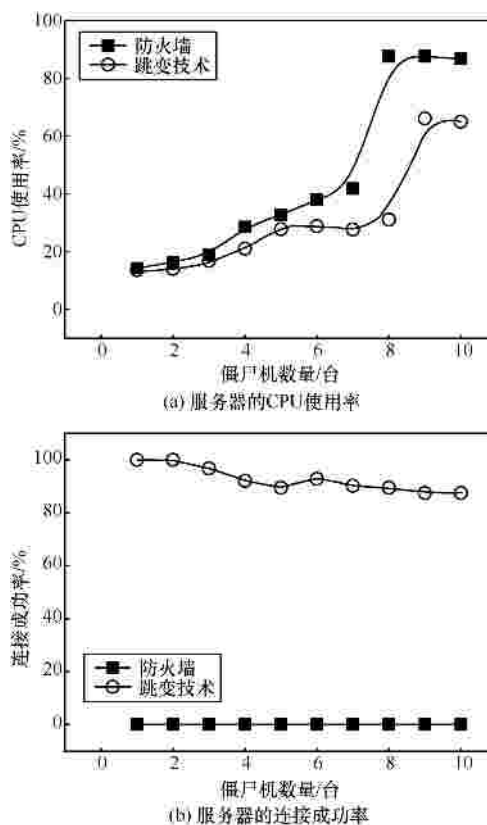 100
80
60
40
20
0
CPU使用率/%
防火墙
跳变技术
0 2 4 6 8 10
僵尸机数量/台
(a) 服务器的CPU使用率
100
80
60
40
20
0
连接成功率/%
防火墙
跳变技术
0 2 4 6 8 10
僵尸机数量/台
(b) 服务器的连接成功率